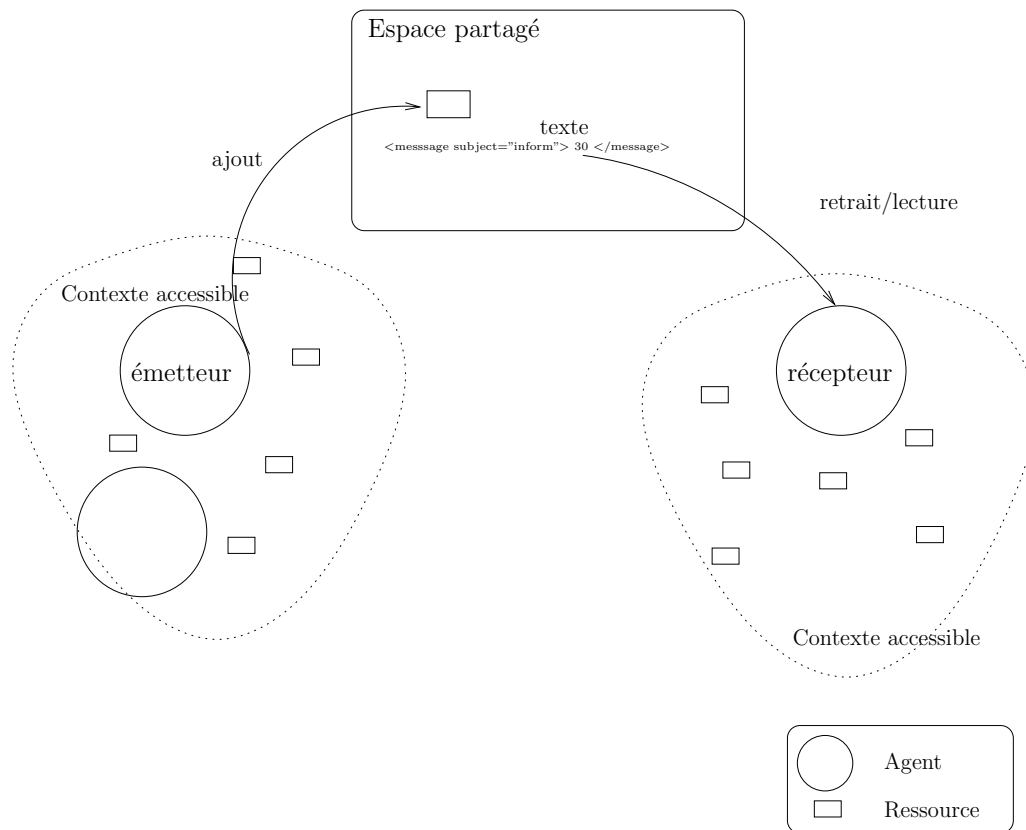 Espace partagé
texte
<messsage subject="inform"> 30 </message>
ajout
retrait/lecture
Contexte accessible
émetteur
récepteur
Contexte accessible
Agent
Ressource